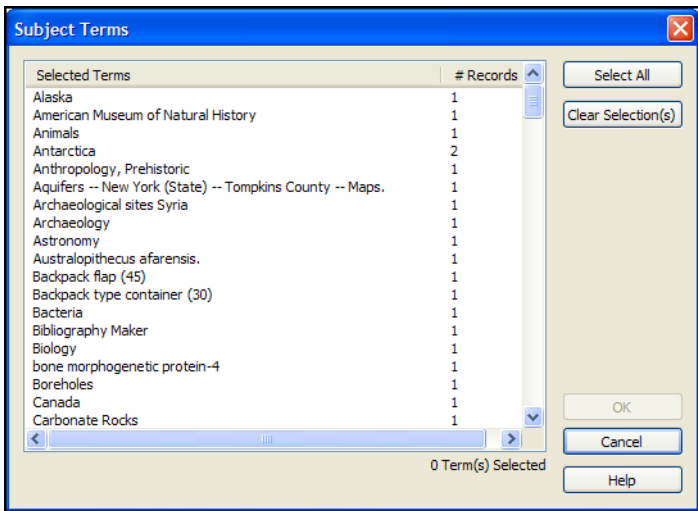 Subject Terms
Selected Terms # Records
Alaska 1
American Museum of Natural History 1
Animals 1
Antarctica 2
Anthropology, Prehistoric 1
Aquifers -- New York (State) -- Tompkins County -- Maps. 1
Archaeological sites Syria 1
Archaeology 1
Astronomy 1
Australopithecus afarensis. 1
Backpack flap (45) 1
Backpack type container (30) 1
Bacteria 1
Bibliography Maker 1
Biology 1
bone morphogenetic protein-4 1
Boreholes 1
Canada 1
Carbonate Rocks 1
0 Term(s) Selected
Select All
Clear Selection(s)
OK
Cancel
Help